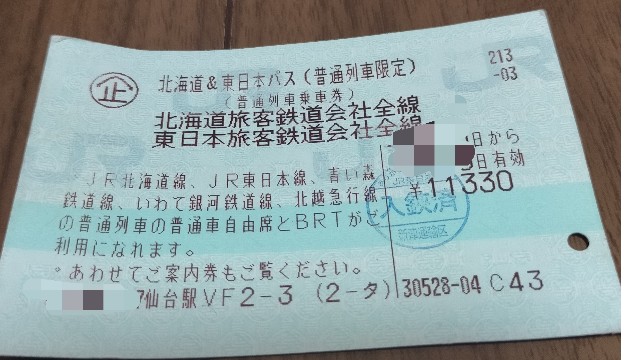 213
-03
企
北海道&東日本パス(普通列車限定)
(普通列車乗車券)
北海道旅客鉄道会社全線
東日本旅客鉄道会社全線
日から
日有効
JR北海道線、JR東日本線、青い森
鉄道線、いわて銀河鉄道線、北越急行線
¥11330
の普通列車の普通車自由席とBRTがご
利用になれます。
入鋏済
*あわせてご案内券もご覧ください。
7仙台駅VF2-3 (2-タ) 30528-04 C43